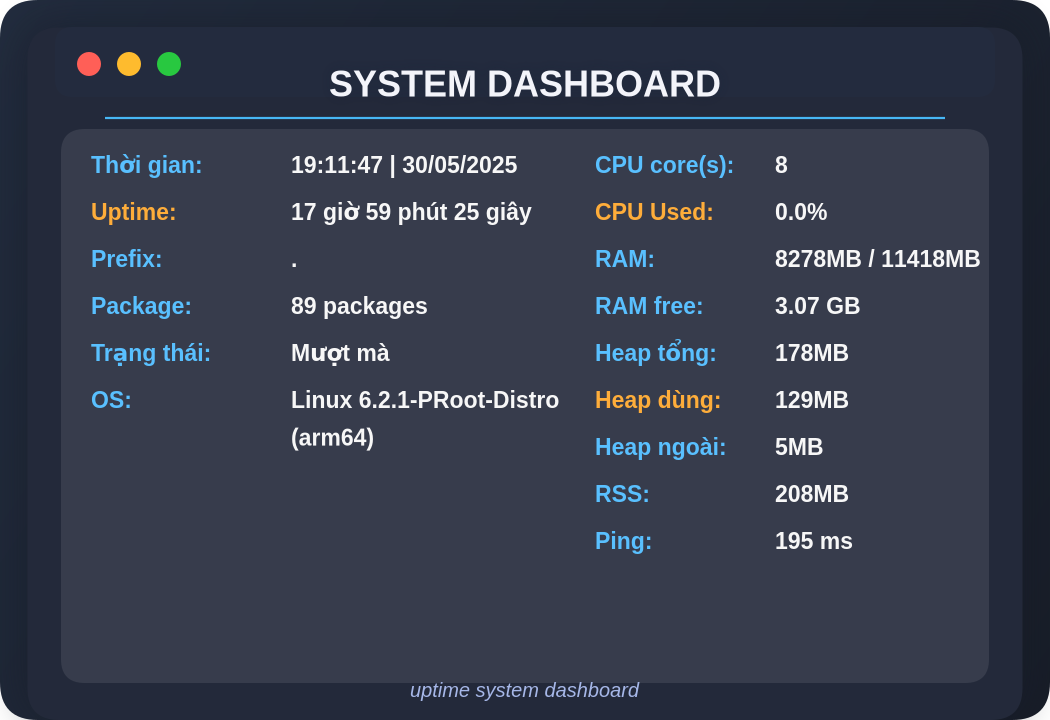 SYSTEM DASHBOARD
Thời gian: 19:11:47 | 30/05/2025
Uptime: 17 giờ 59 phút 25 giây
Prefix: .
Package: 89 packages
Trạng thái: Mượt mà
OS: Linux 6.2.1-PRoot-Distro
(arm64)
CPU core(s): 8
CPU Used: 0.0%
RAM: 8278MB / 11418MB
RAM free: 3.07 GB
Heap tổng: 178MB
Heap dùng: 129MB
Heap ngoài: 5MB
RSS: 208MB
Ping: 195 ms
uptime system dashboard